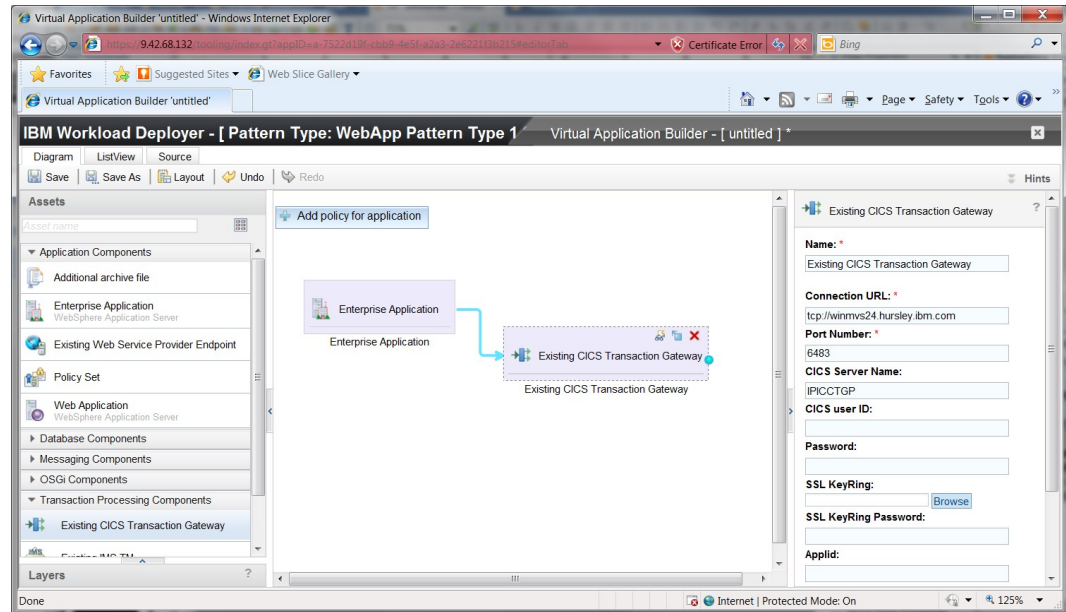 Virtual Application Builder 'untitled' - Windows Internet Explorer
https://9.42.68.132/tooling/index.gt?appID=a-7522d19f-cbb9-4e5f-a2a3-2e6221f3b215#editorTab
Certificate Error
Bing
Favorites
Suggested Sites
Web Slice Gallery
Virtual Application Builder 'untitled'
Page
Safety
Tools
IBM Workload Deployer - [ Pattern Type: WebApp Pattern Type 1
Virtual Application Builder - [ untitled ] *
Diagram
ListView
Source
Save
Save As
Layout
Undo
Redo
Hints
Assets
Asset name
Application Components
Additional archive file
Enterprise Application
WebSphere Application Server
Existing Web Service Provider Endpoint
Policy Set
Web Application
WebSphere Application Server
Database Components
Messaging Components
OSGi Components
Transaction Processing Components
Existing CICS Transaction Gateway
IMS
Existing IMS TM
Layers
?
Add policy for application
Enterprise Application
Enterprise Application
Existing CICS Transaction Gateway
Existing CICS Transaction Gateway
Existing CICS Transaction Gateway
?
Name: *
Existing CICS Transaction Gateway
Connection URL: *
tcp://winmvs24.hursley.ibm.com
Port Number: *
6483
CICS Server Name:
IPICCTGP
CICS user ID:
Password:
SSL KeyRing:
Browse
SSL KeyRing Password:
Applid:
Done
Internet | Protected Mode: On
125%